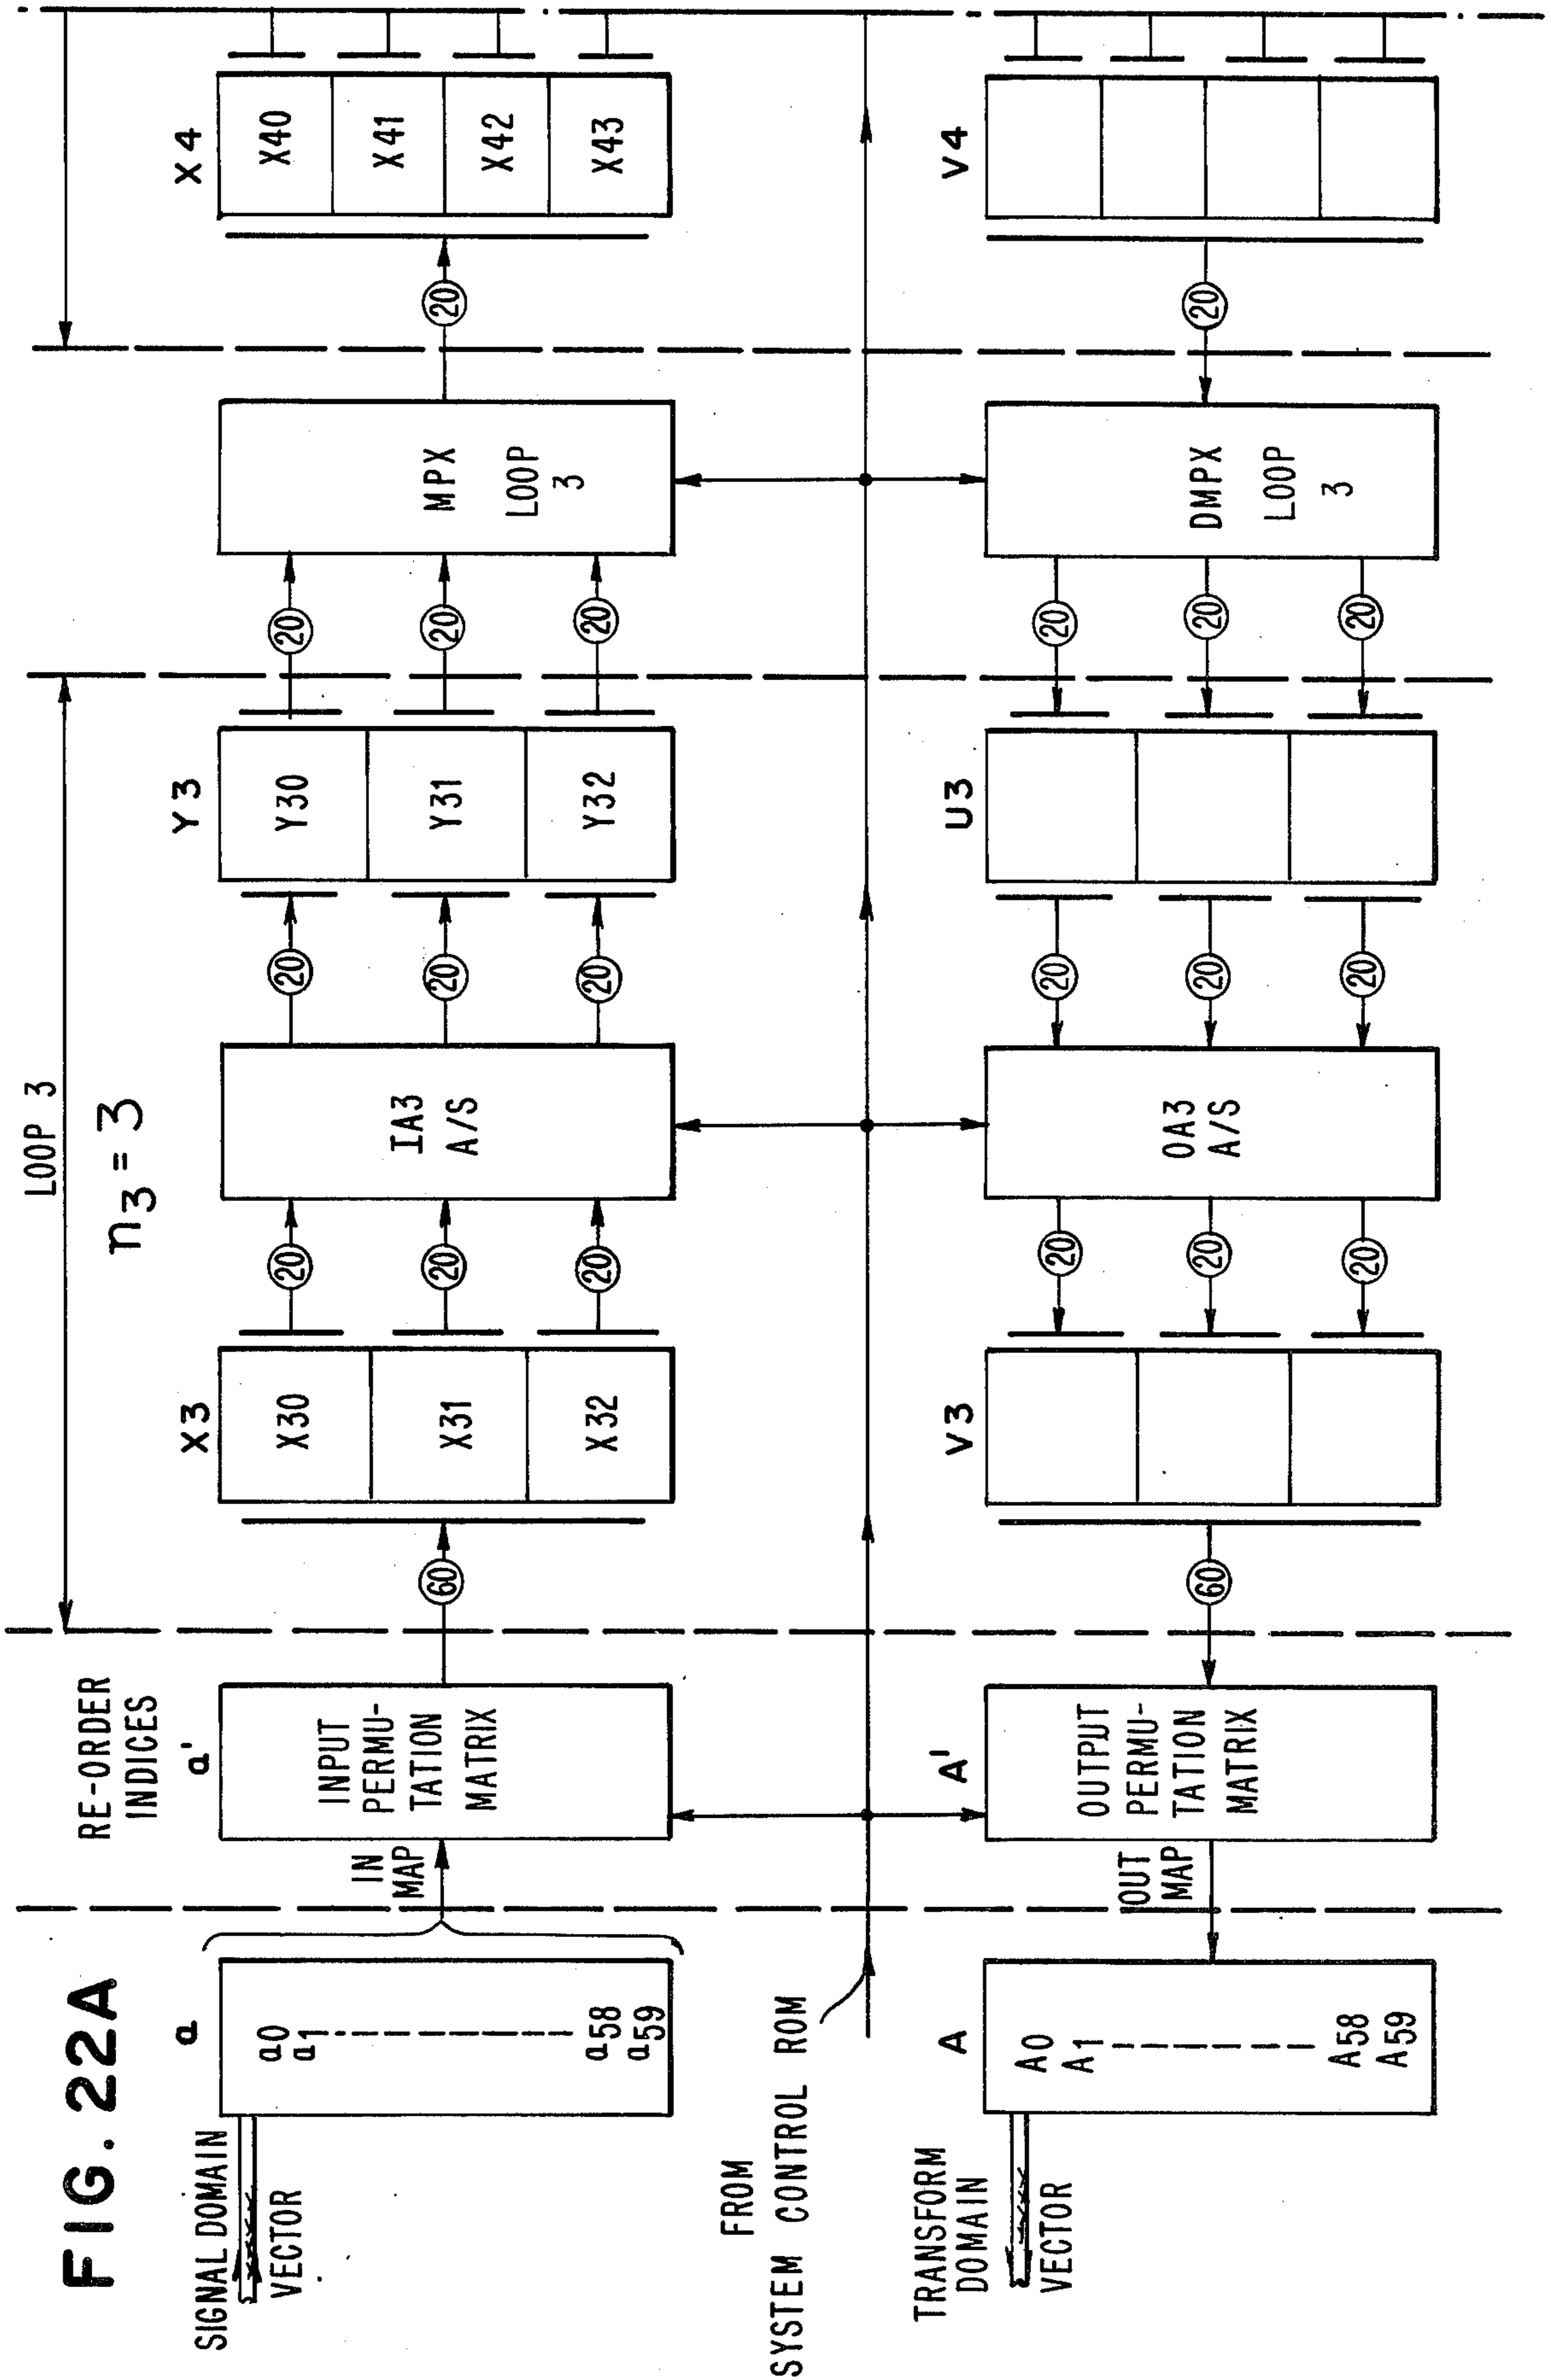 FIG. 22A
RE-ORDER
INDICES
LOOP 3
n3 = 3
SIGNAL DOMAIN
VECTOR
a
a0
a1
a58
a59
IN
MAP
a'
INPUT
PERMU-
TATION
MATRIX
60
X3
X30
X31
X32
20
20
20
IA3
A/S
20
20
20
Y3
Y30
Y31
Y32
20
20
20
MPX
LOOP
3
20
X4
X40
X41
X42
X43
FROM
SYSTEM CONTROL ROM
TRANSFORM
DOMAIN
VECTOR
A
A0
A1
A58
A59
OUT
MAP
A'
OUTPUT
PERMU-
TATION
MATRIX
60
V3
20
20
20
OA3
A/S
20
20
20
U3
20
20
20
DMPX
LOOP
3
20
V4